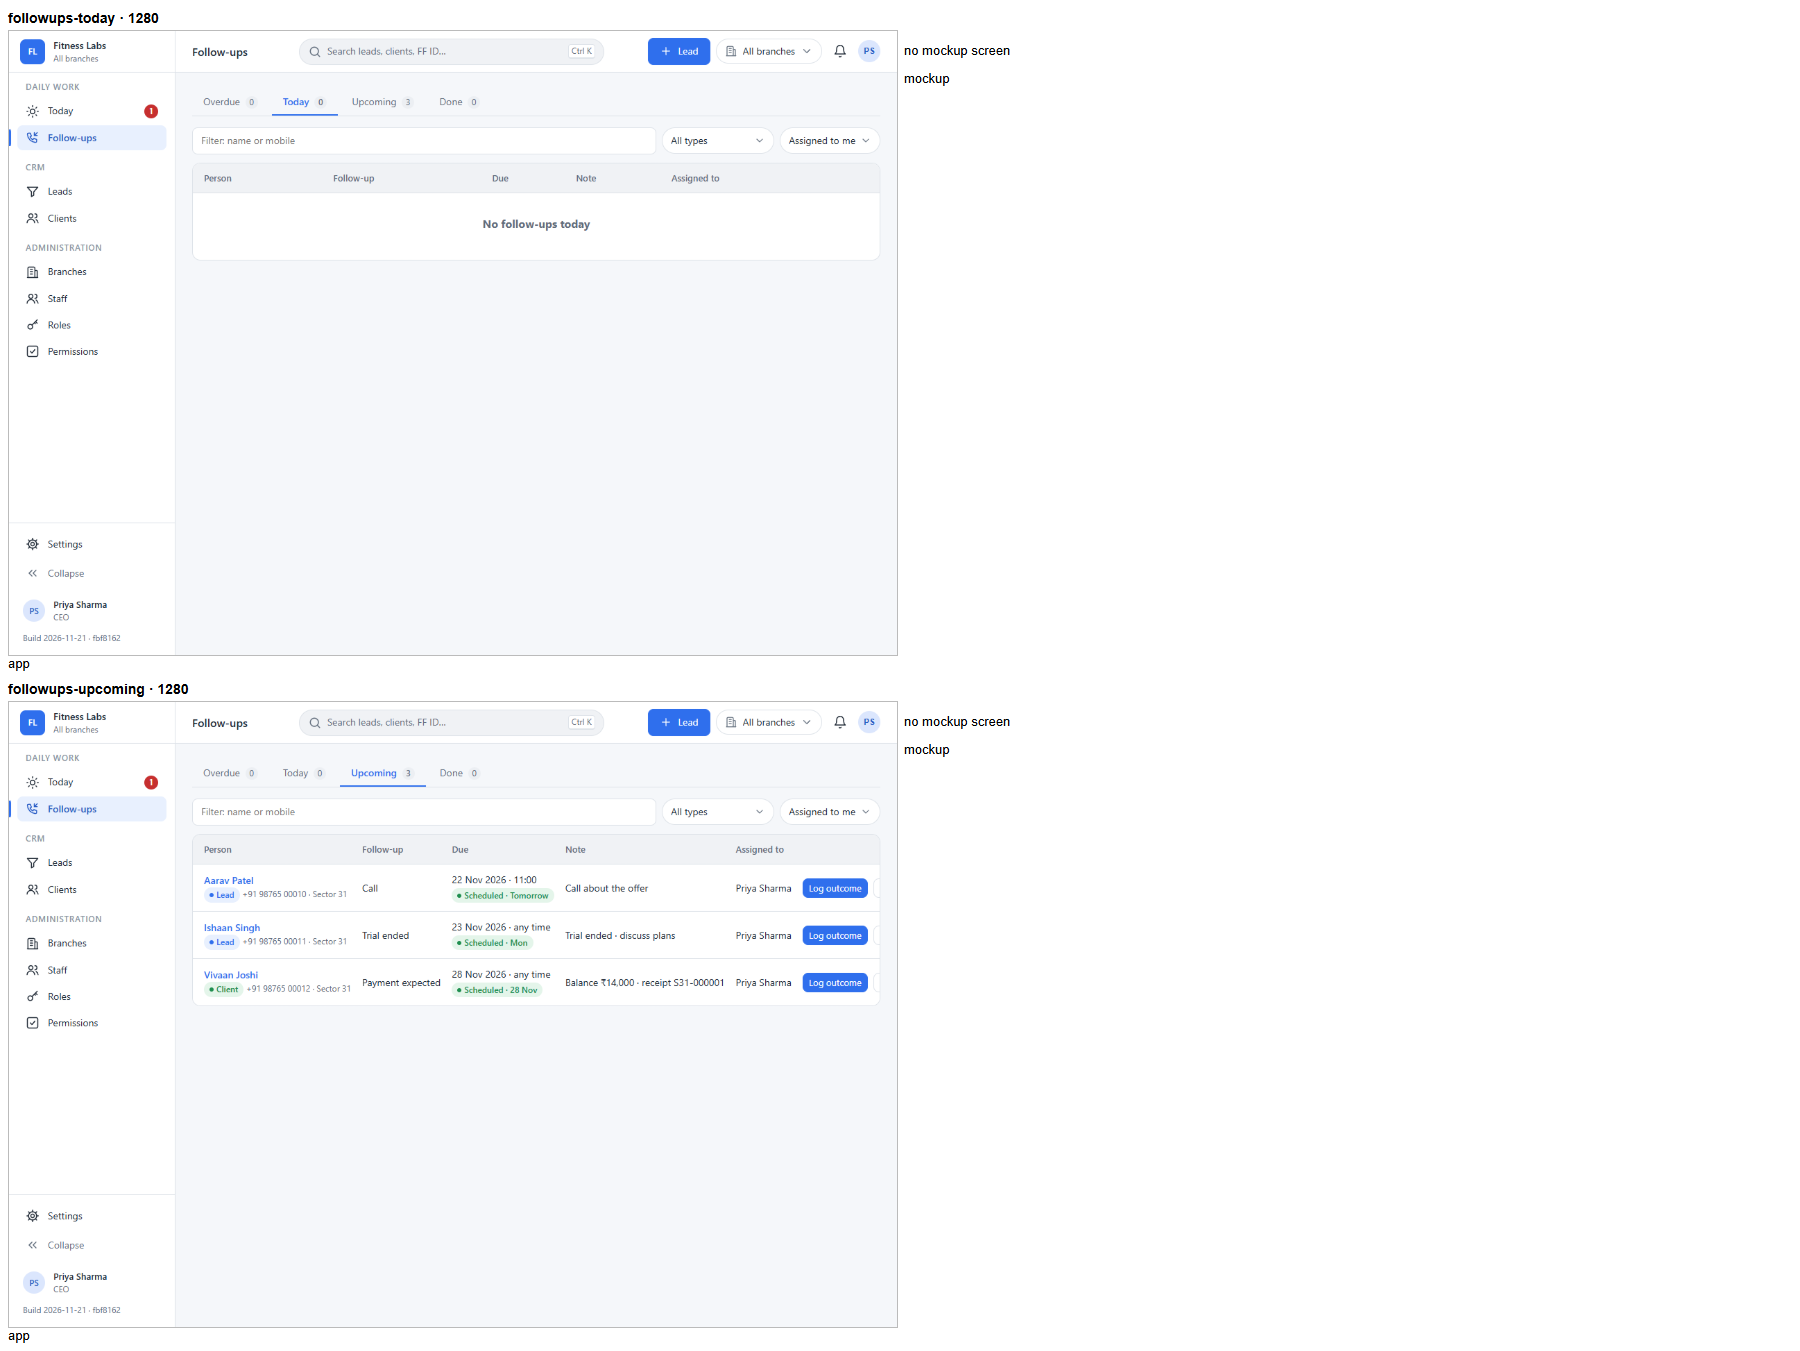 followups-today · 1280
FL
Fitness Labs
All branches
Follow-ups
Search leads, clients, FF ID...
Ctrl K
+ Lead
All branches
PS
no mockup screen
mockup
DAILY WORK
Today
1
Follow-ups
CRM
Leads
Clients
ADMINISTRATION
Branches
Staff
Roles
Permissions
Overdue 0
Today 0
Upcoming 3
Done 0
Filter: name or mobile
All types
Assigned to me
Person
Follow-up
Due
Note
Assigned to
No follow-ups today
Settings
Collapse
PS
Priya Sharma
CEO
Build 2026-11-21 · fbf8162
app
followups-upcoming · 1280
FL
Fitness Labs
All branches
Follow-ups
Search leads, clients, FF ID...
Ctrl K
+ Lead
All branches
PS
no mockup screen
mockup
DAILY WORK
Today
1
Follow-ups
CRM
Leads
Clients
ADMINISTRATION
Branches
Staff
Roles
Permissions
Overdue 0
Today 0
Upcoming 3
Done 0
Filter: name or mobile
All types
Assigned to me
Person
Follow-up
Due
Note
Assigned to
Aarav Patel
Lead +91 98765 00010 · Sector 31
Call
22 Nov 2026 · 11:00
Scheduled · Tomorrow
Call about the offer
Priya Sharma
Log outcome
Ishaan Singh
Lead +91 98765 00011 · Sector 31
Trial ended
23 Nov 2026 · any time
Scheduled · Mon
Trial ended · discuss plans
Priya Sharma
Log outcome
Vivaan Joshi
Client +91 98765 00012 · Sector 31
Payment expected
28 Nov 2026 · any time
Scheduled · 28 Nov
Balance ₹14,000 · receipt S31-000001
Priya Sharma
Log outcome
Settings
Collapse
PS
Priya Sharma
CEO
Build 2026-11-21 · fbf8162
app